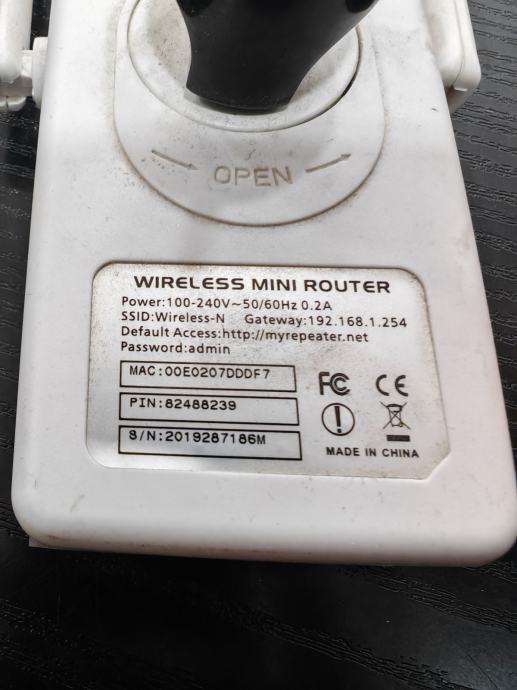 OPEN
WIRELESS MINI ROUTER
Power:100-240V~50/60Hz 0.2A
SSID:Wireless-N Gateway:192.168.1.254
Default Access:http://myrepeater.net
Password:admin
MAC:00E0207DDDF7
PIN:82488239
S/N:2019287186M
FC CE
MADE IN CHINA